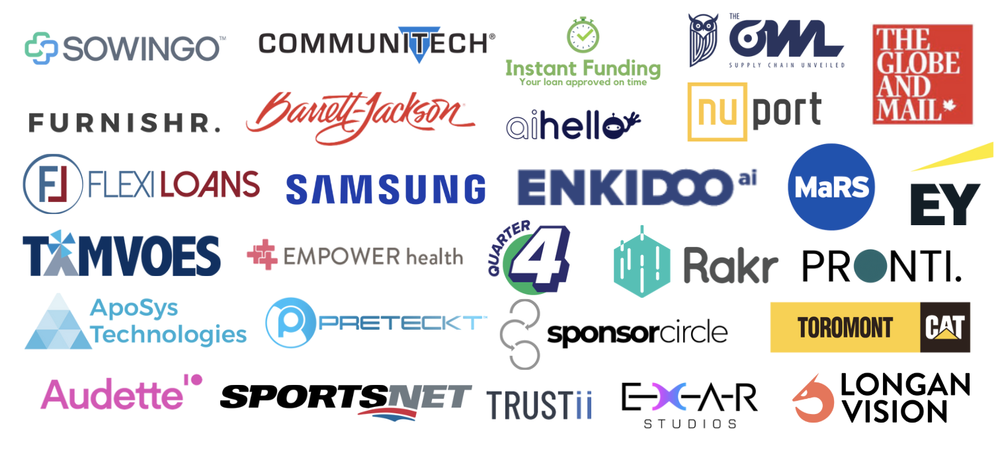 SOWINGO™
COMMUNITECH®
Instant Funding
Your loan approved on time
THE
OWL
SUPPLY CHAIN UNVEILED
THE
GLOBE
AND
MAIL
FURNISHR.
Barrett-Jackson
aihello
nuport
FL FLEXILOANS
SAMSUNG
ENKIDOO ai
MaRS
EY
TAMVOES
EMPOWER health
QUARTER
4
Rakr
PRONTI.
ApoSys
Technologies
PRETECKT™
sponsorcircle
TOROMONT CAT
Audette
SPORTSNET
TRUSTii
EXAR
STUDIOS
LONGAN
VISION